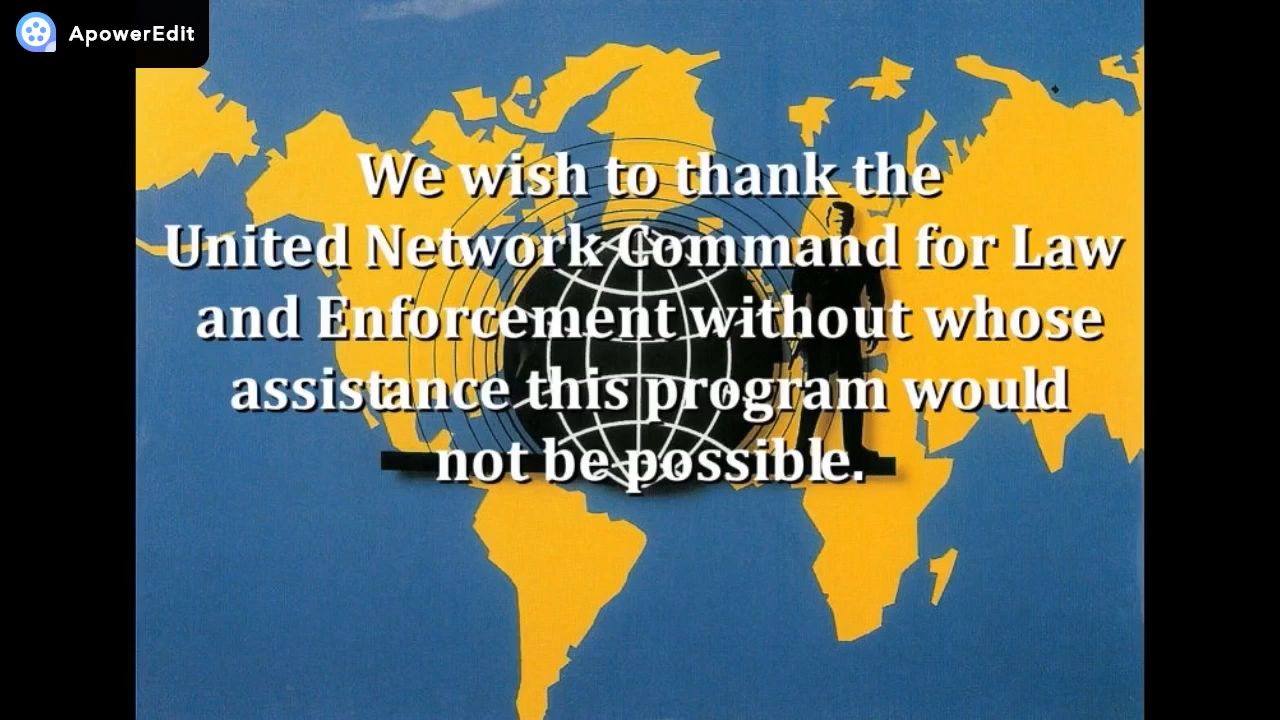 ApowerEdit
We wish to thank the
United Network Command for Law
and Enforcement without whose
assistance this program would
not be possible.